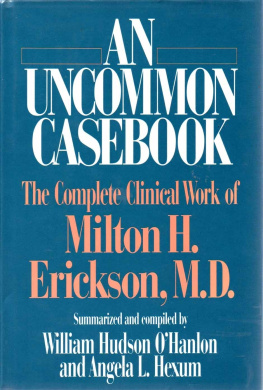 AN
UNCOMMON
CASEBOOK
The Complete Clinical Work of
Milton H.
Erickson, M.D.
Summarized and compiled by
William Hudson O'Hanlon
and Angela L. Hexum